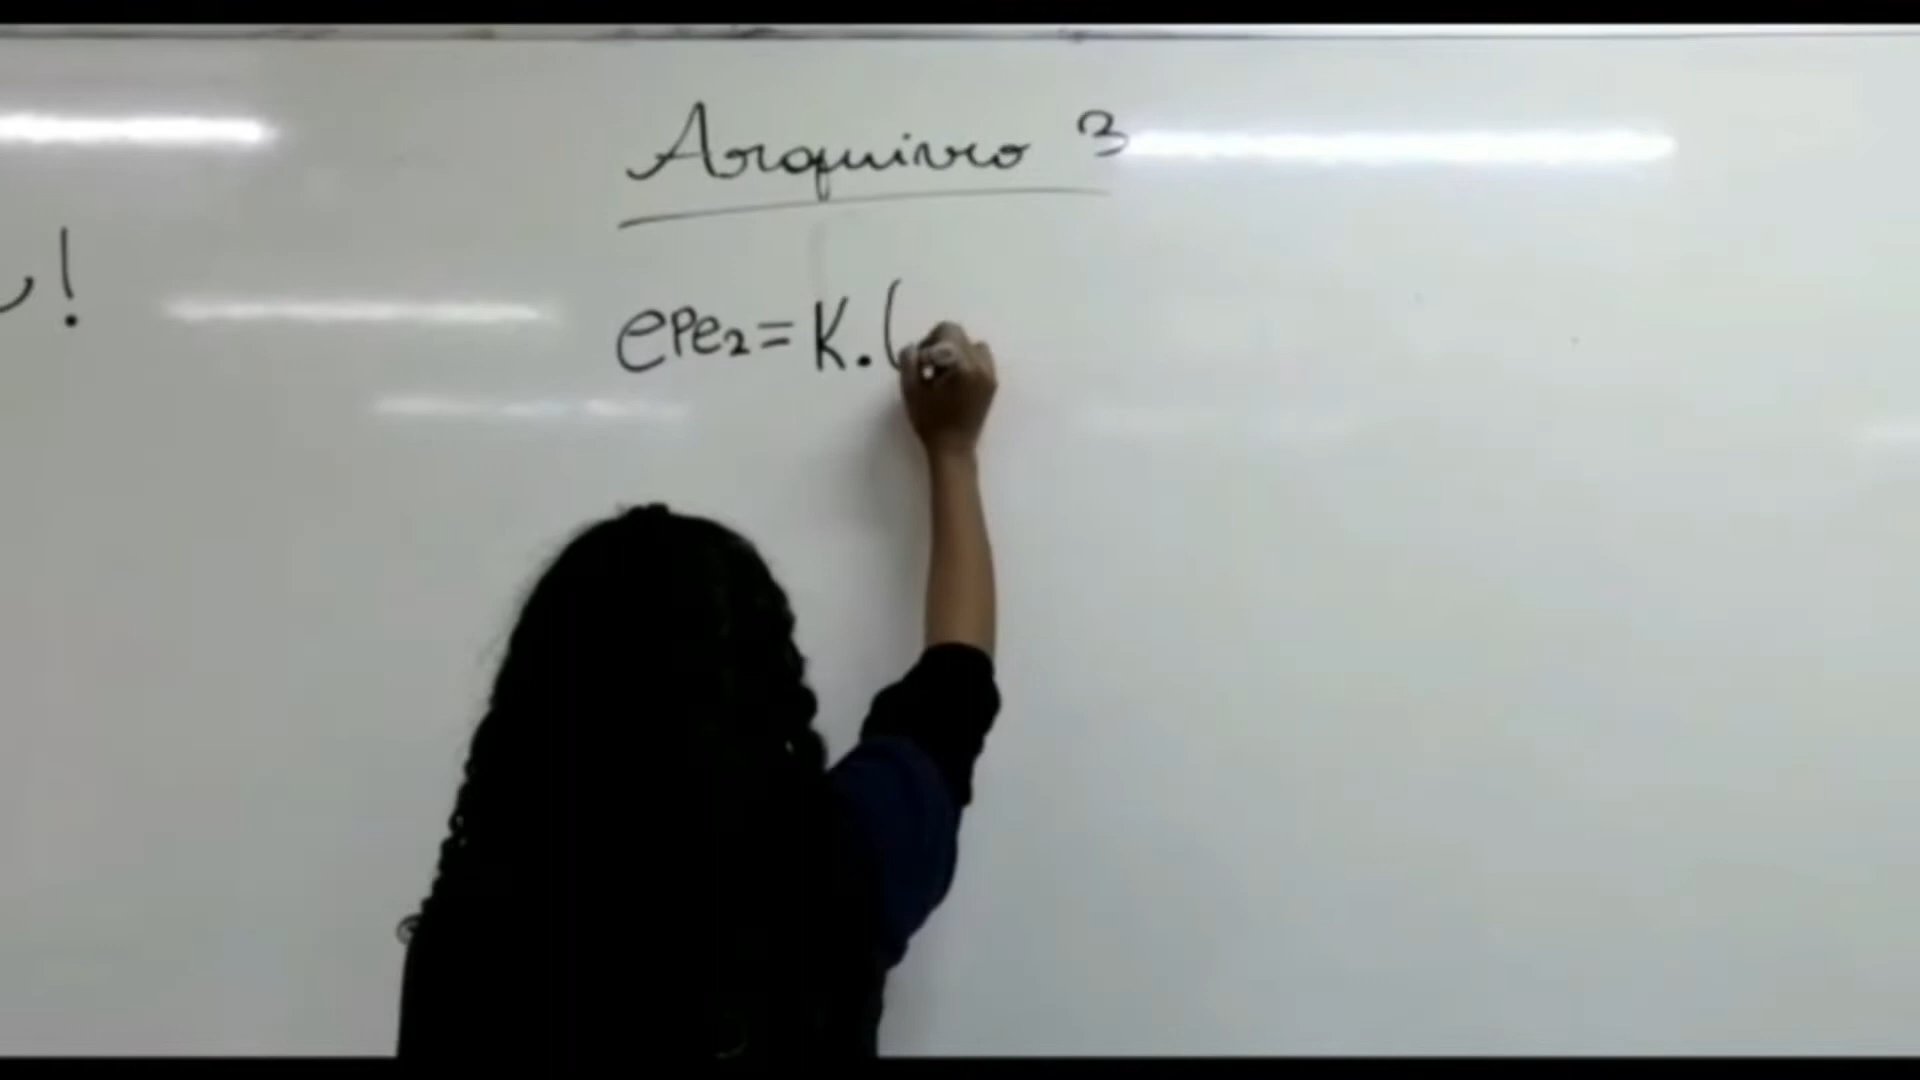 Arquivo 3
!
ePe₂ = K. (